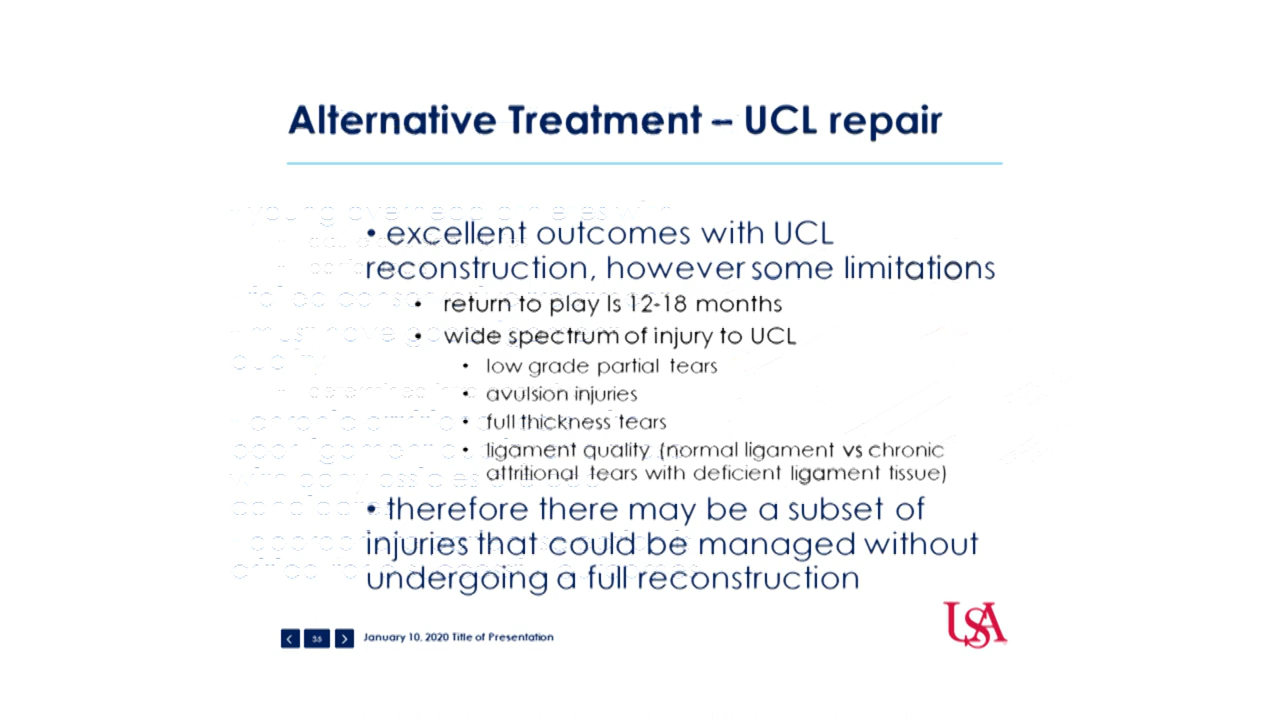 Alternative Treatment – UCL repair
• excellent outcomes with UCL
reconstruction, however some limitations
• return to play is 12-18 months
• wide spectrum of injury to UCL
• low grade partial tears
• avulsion injuries
• full thickness tears
• ligament quality (normal ligament vs chronic
attritional tears with deficient ligament tissue)
• therefore there may be a subset of
injuries that could be managed without
undergoing a full reconstruction
January 10, 2020 Title of Presentation
USA